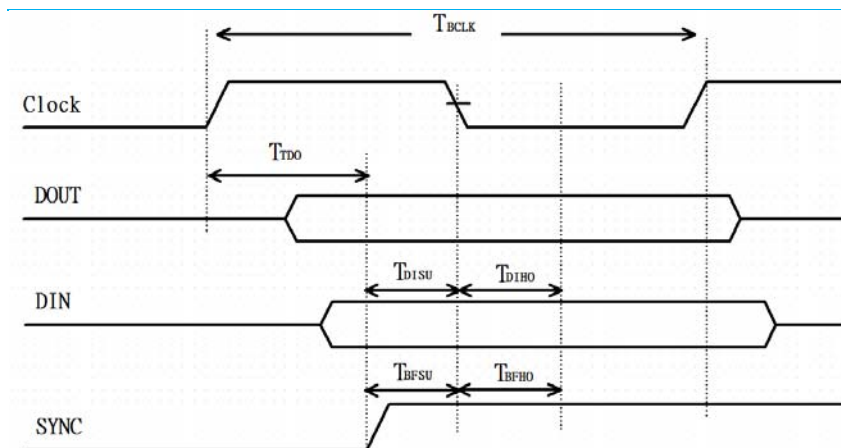 TBCLK
Clock
TTDO
DOUT
TDISU TDIHO
DIN
TBFSU TBFHO
SYNC